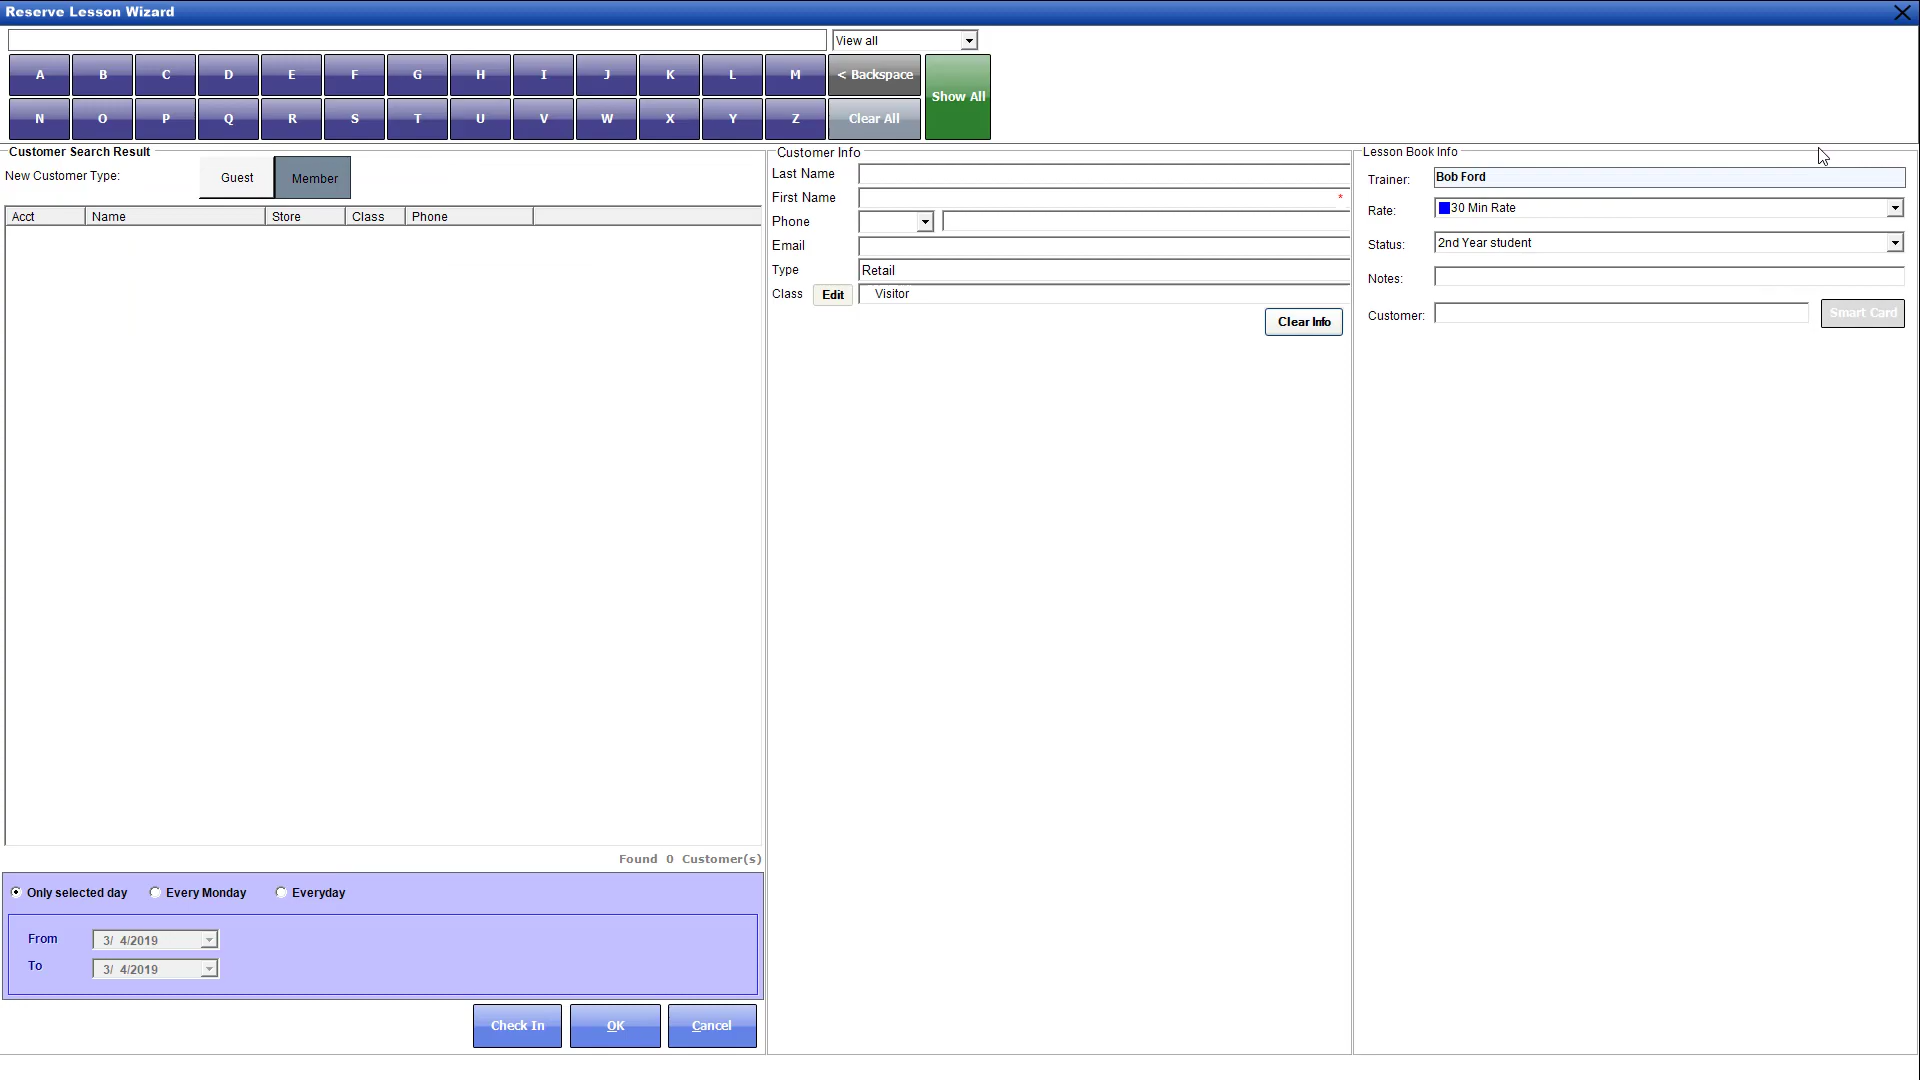 Reserve Lesson Wizard
View all
A B C D E F G H I J K L M < Backspace
Show All
N O P Q R S T U V W X Y Z Clear All
Customer Search Result
New Customer Type: Guest Member
Acct Name Store Class Phone
Found 0 Customer(s)
Only selected day Every Monday Everyday
From 3/ 4/2019
To 3/ 4/2019
Check In OK Cancel
Customer Info
Last Name
First Name *
Phone
Email
Type Retail
Class Edit Visitor
Clear Info
Lesson Book Info
Trainer: Bob Ford
Rate: 30 Min Rate
Status: 2nd Year student
Notes:
Customer: Smart Card